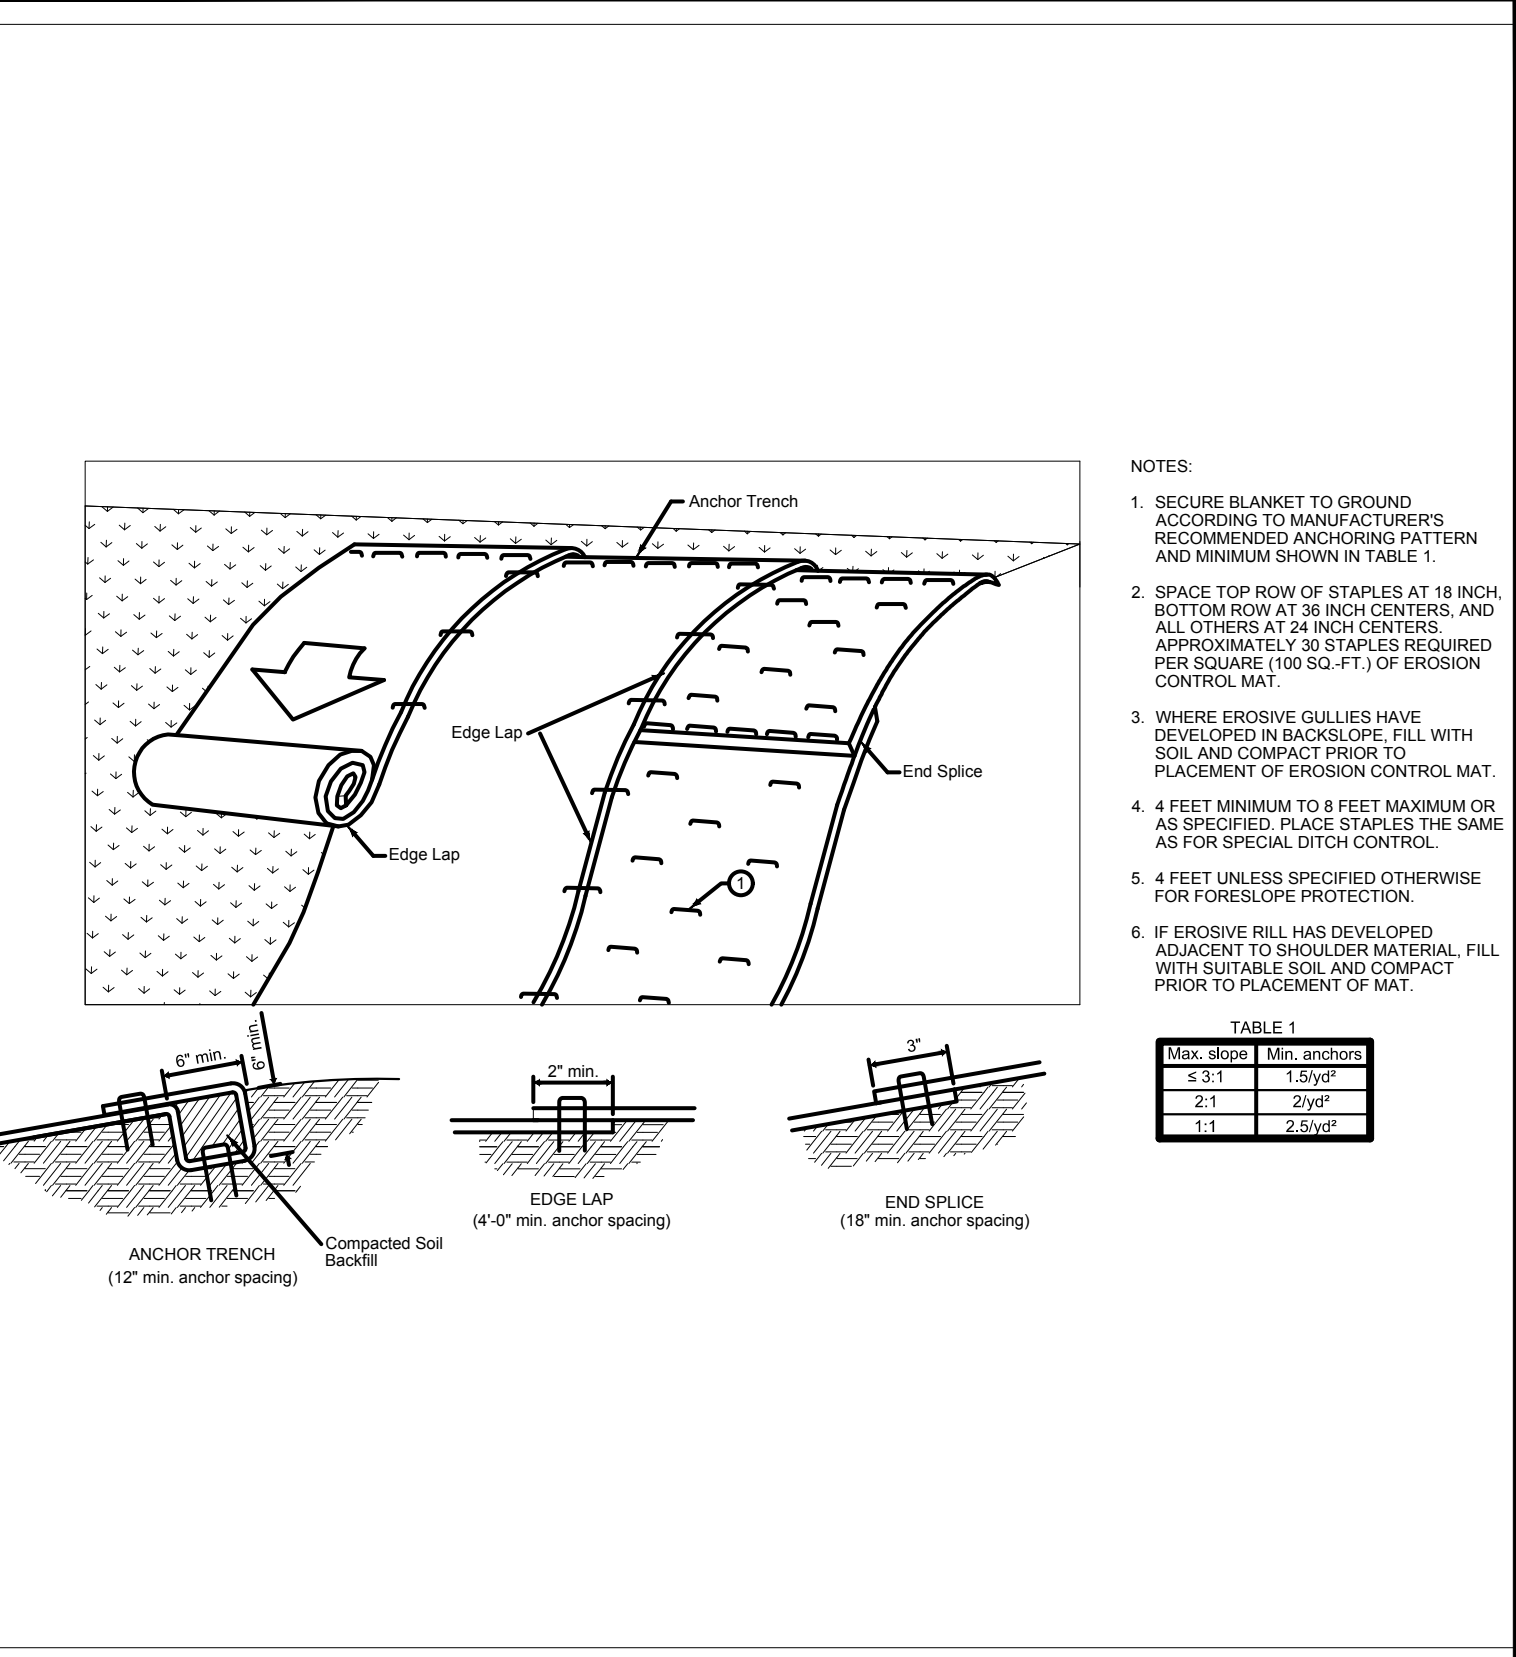 Anchor Trench
Edge Lap
End Splice
Edge Lap
1
NOTES:
1. SECURE BLANKET TO GROUND
ACCORDING TO MANUFACTURER'S
RECOMMENDED ANCHORING PATTERN
AND MINIMUM SHOWN IN TABLE 1.
2. SPACE TOP ROW OF STAPLES AT 18 INCH,
BOTTOM ROW AT 36 INCH CENTERS, AND
ALL OTHERS AT 24 INCH CENTERS.
APPROXIMATELY 30 STAPLES REQUIRED
PER SQUARE (100 SQ.-FT.) OF EROSION
CONTROL MAT.
3. WHERE EROSIVE GULLIES HAVE
DEVELOPED IN BACKSLOPE, FILL WITH
SOIL AND COMPACT PRIOR TO
PLACEMENT OF EROSION CONTROL MAT.
4. 4 FEET MINIMUM TO 8 FEET MAXIMUM OR
AS SPECIFIED. PLACE STAPLES THE SAME
AS FOR SPECIAL DITCH CONTROL.
5. 4 FEET UNLESS SPECIFIED OTHERWISE
FOR FORESLOPE PROTECTION.
6. IF EROSIVE RILL HAS DEVELOPED
ADJACENT TO SHOULDER MATERIAL, FILL
WITH SUITABLE SOIL AND COMPACT
PRIOR TO PLACEMENT OF MAT.
TABLE 1
Max. slope Min. anchors
≤ 3:1 1.5/yd²
2:1 2/yd²
1:1 2.5/yd²
6" min.
6" min.
Compacted Soil
Backfill
ANCHOR TRENCH
(12" min. anchor spacing)
2" min.
EDGE LAP
(4'-0" min. anchor spacing)
3"
END SPLICE
(18" min. anchor spacing)